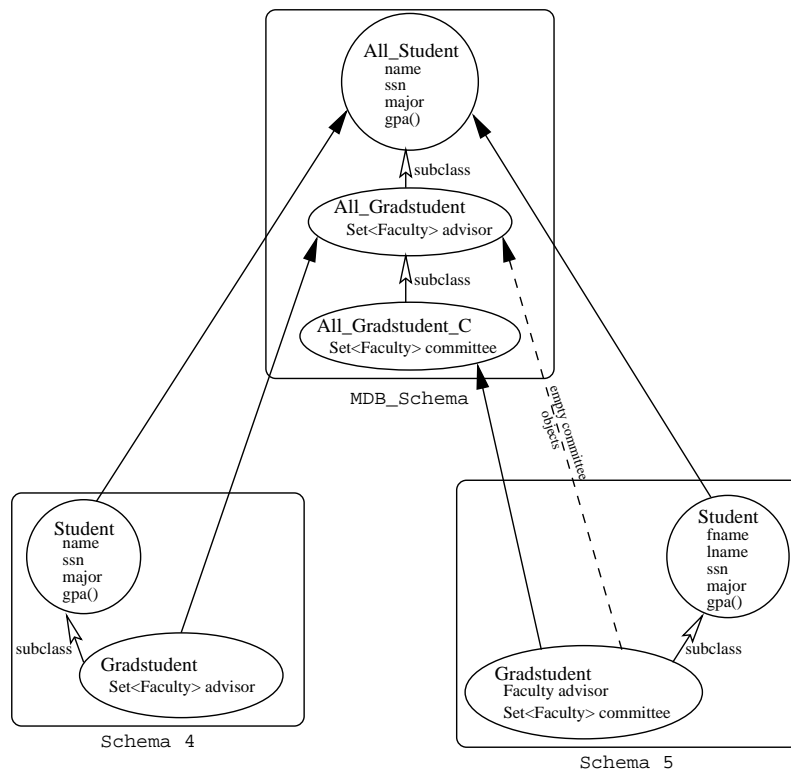 All_Student
name
ssn
major
gpa()
subclass
All_Gradstudent
Set<Faculty> advisor
subclass
All_Gradstudent_C
Set<Faculty> committee
MDB_Schema
empty committee
objects
Student
name
ssn
major
gpa()
subclass
Gradstudent
Set<Faculty> advisor
Schema 4
Student
fname
lname
ssn
major
gpa()
subclass
Gradstudent
Faculty advisor
Set<Faculty> committee
Schema 5